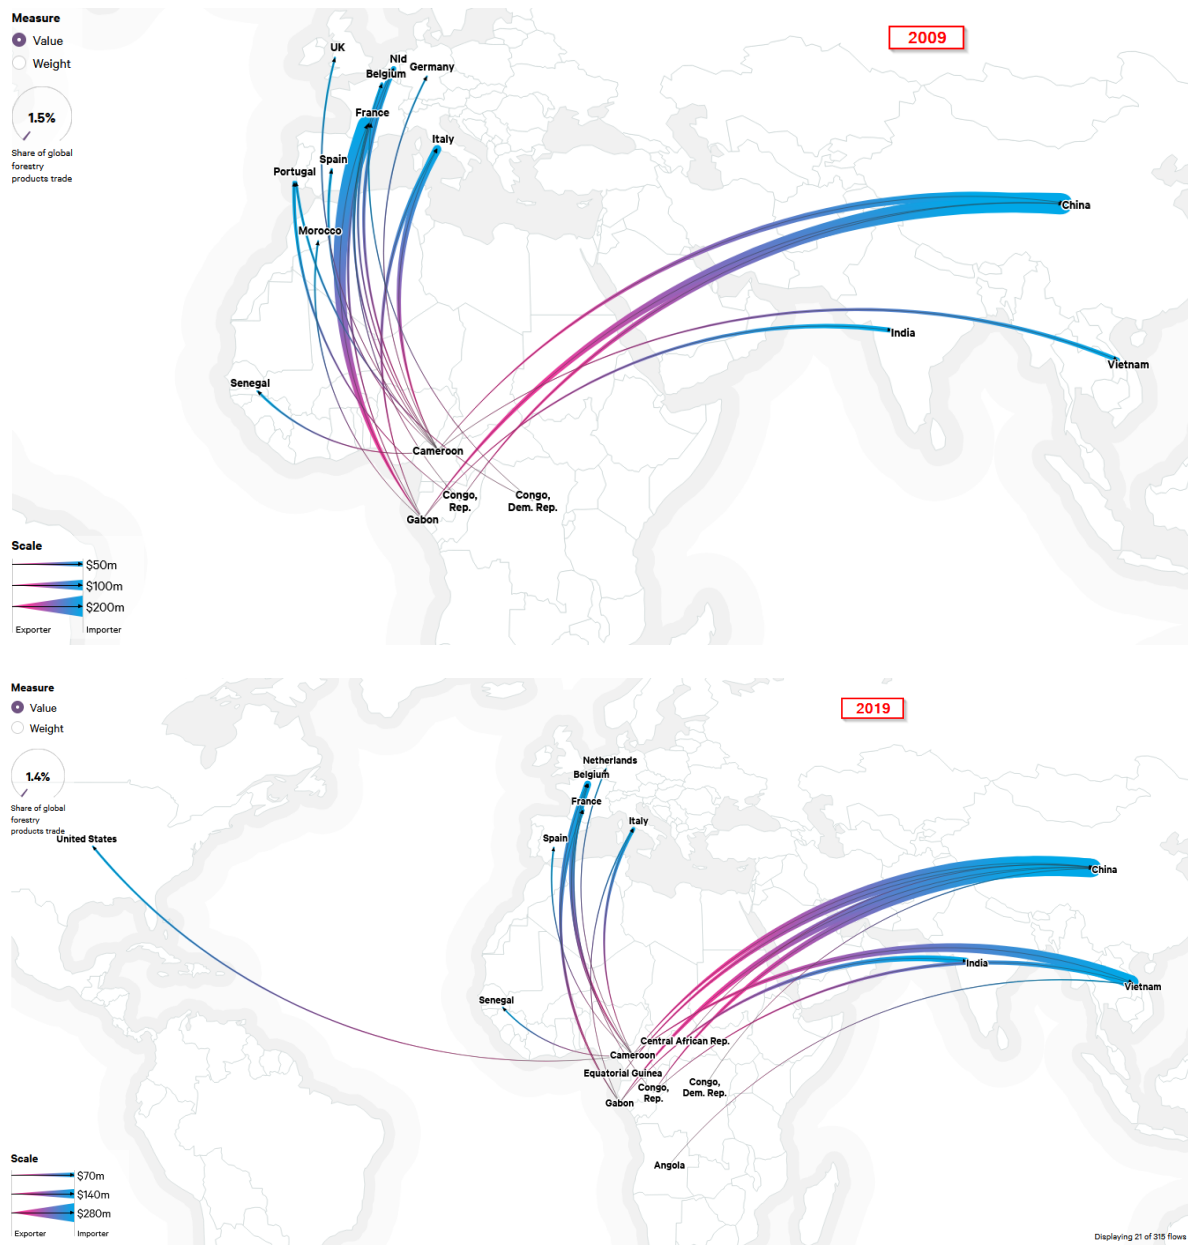 Measure
Value
Weight
1.5%
Share of global
forestry
products trade
2009
UK
Nld
Belgium
Germany
France
Italy
Spain
Portugal
Morocco
China
India
Vietnam
Senegal
Cameroon
Congo,
Rep.
Congo,
Dem. Rep.
Gabon
Scale
$50m
$100m
$200m
Exporter
Importer
Measure
Value
Weight
1.4%
Share of global
forestry
products trade
2019
United States
Netherlands
Belgium
France
Italy
Spain
China
India
Vietnam
Senegal
Central African Rep.
Cameroon
Equatorial Guinea
Congo,
Rep.
Congo,
Dem. Rep.
Gabon
Angola
Scale
$70m
$140m
$280m
Exporter
Importer
Displaying 21 of 315 flows